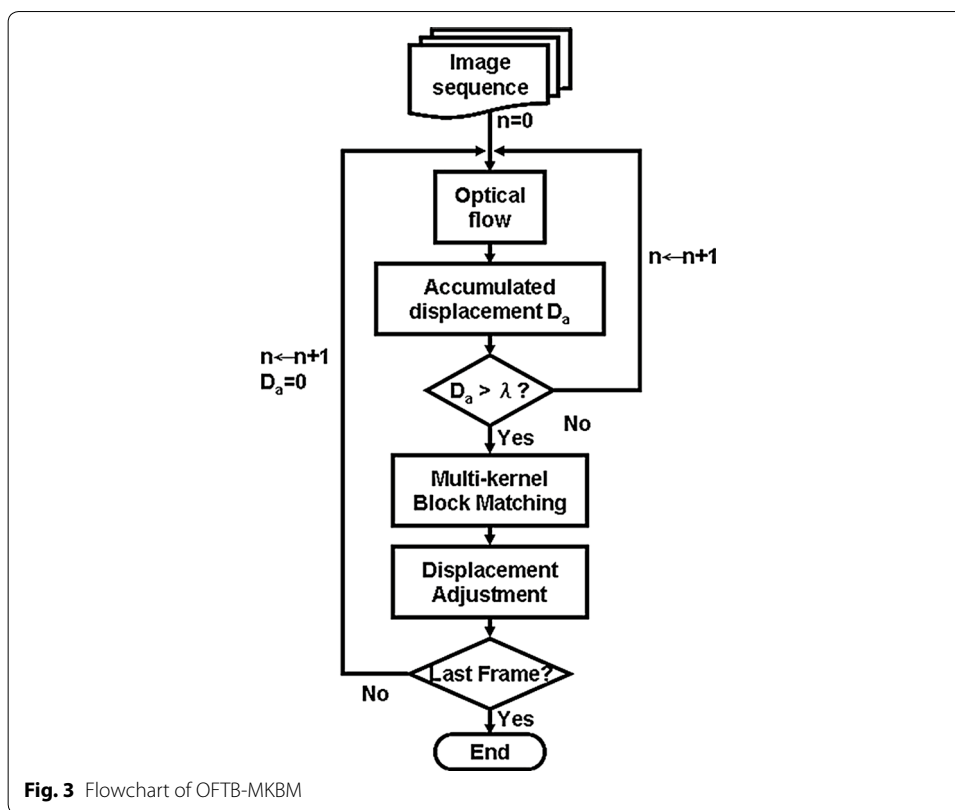 Image
sequence
n=0
Optical
flow
n←n+1
Accumulated
displacement Dₐ
n←n+1
Dₐ=0
Dₐ > λ ?
No
Yes
Multi-kernel
Block Matching
Displacement
Adjustment
Last Frame?
No
Yes
End
Fig. 3 Flowchart of OFTB-MKBM